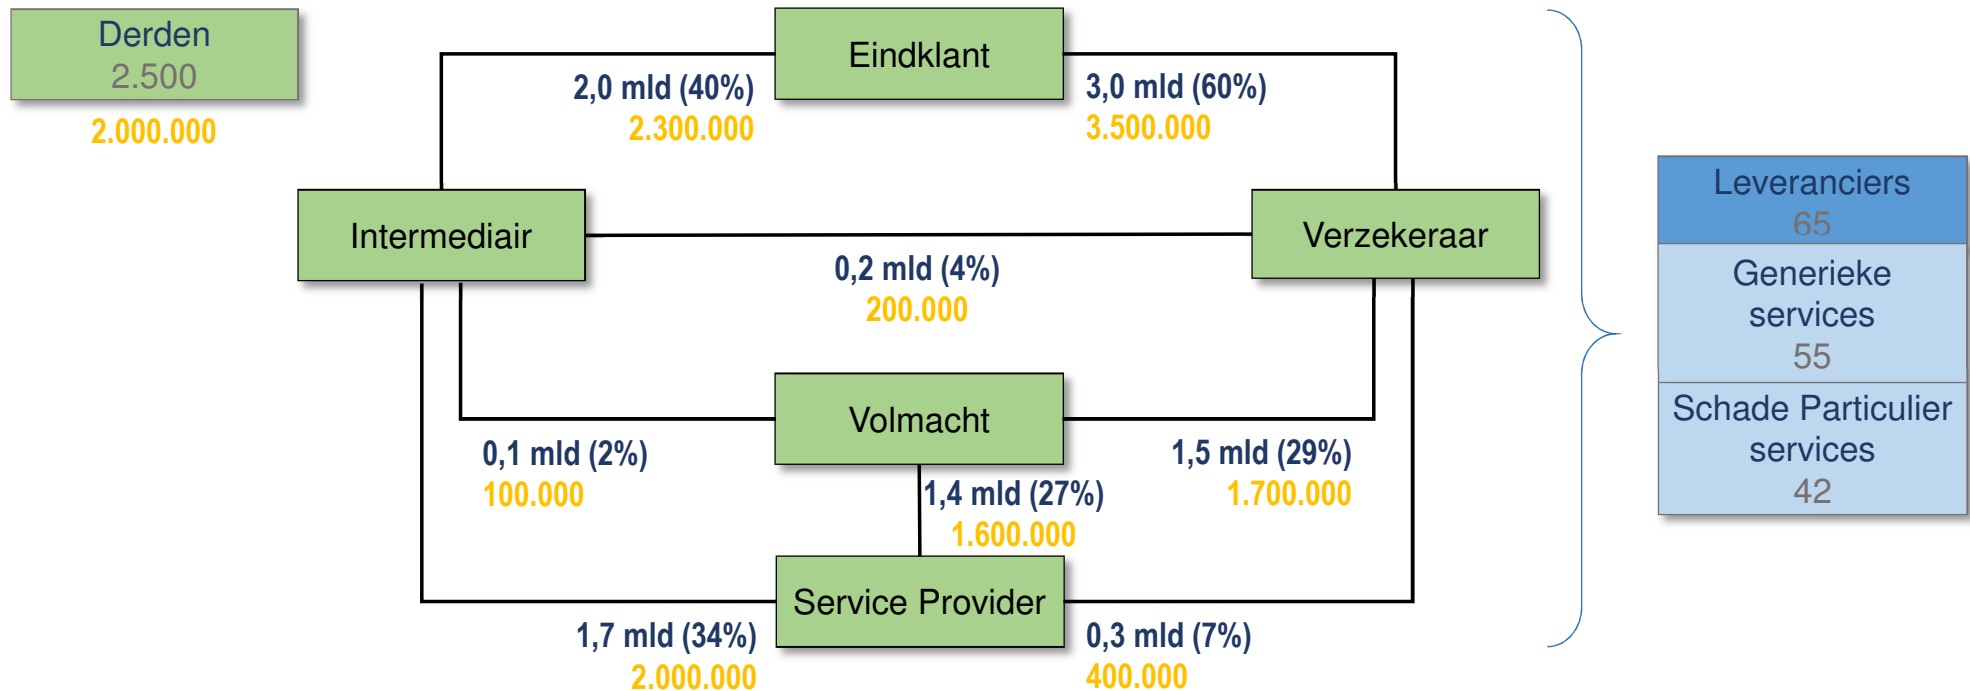 Derden
2.500
2.000.000
Eindklant
2,0 mld (40%)
2.300.000
3,0 mld (60%)
3.500.000
Intermediair
Verzekeraar
0,2 mld (4%)
200.000
Volmacht
0,1 mld (2%)
100.000
1,5 mld (29%)
1.700.000
1,4 mld (27%)
1.600.000
Service Provider
1,7 mld (34%)
2.000.000
0,3 mld (7%)
400.000
Leveranciers
65
Generieke
services
55
Schade Particulier
services
42